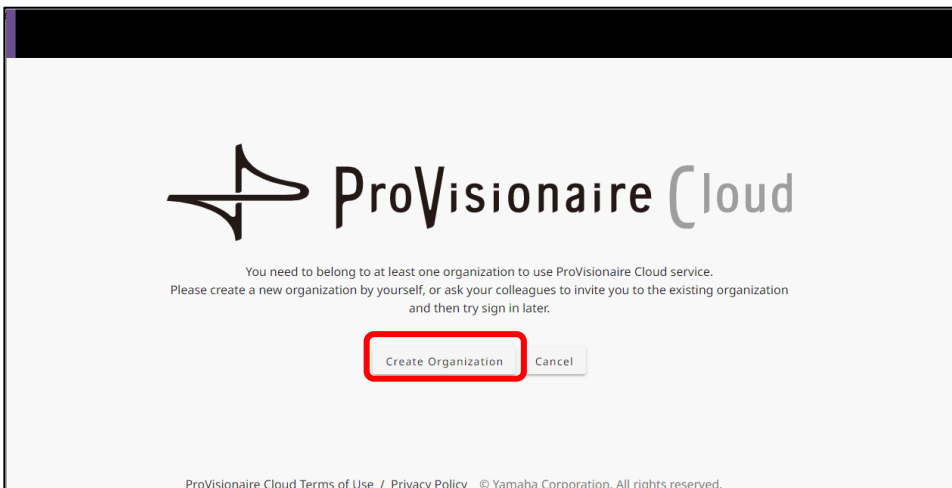 ProVisionaire Cloud
You need to belong to at least one organization to use ProVisionaire Cloud service.
Please create a new organization by yourself, or ask your colleagues to invite you to the existing organization
and then try sign in later.
Create Organization Cancel
ProVisionaire Cloud Terms of Use / Privacy Policy © Yamaha Corporation. All rights reserved.